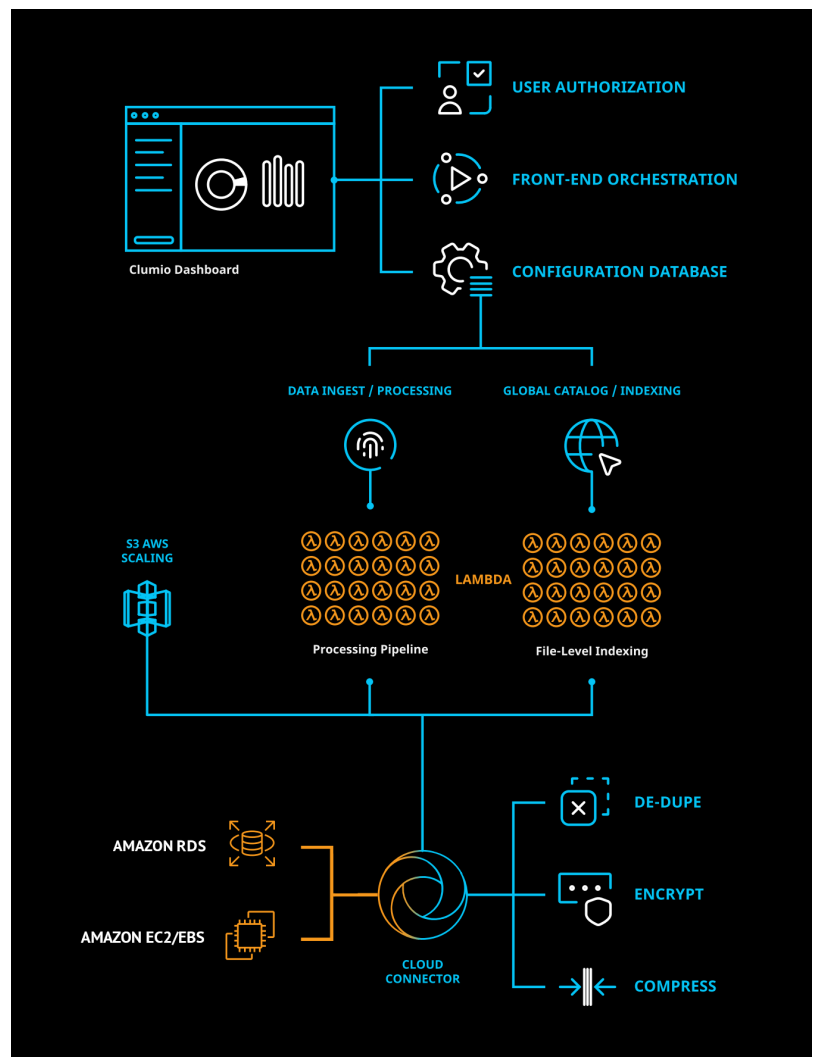 USER AUTHORIZATION
FRONT-END ORCHESTRATION
CONFIGURATION DATABASE
Clumio Dashboard
DATA INGEST / PROCESSING
GLOBAL CATALOG / INDEXING
S3 AWS
SCALING
LAMBDA
Processing Pipeline
File-Level Indexing
DE-DUPE
AMAZON RDS
ENCRYPT
AMAZON EC2/EBS
CLOUD
CONNECTOR
COMPRESS